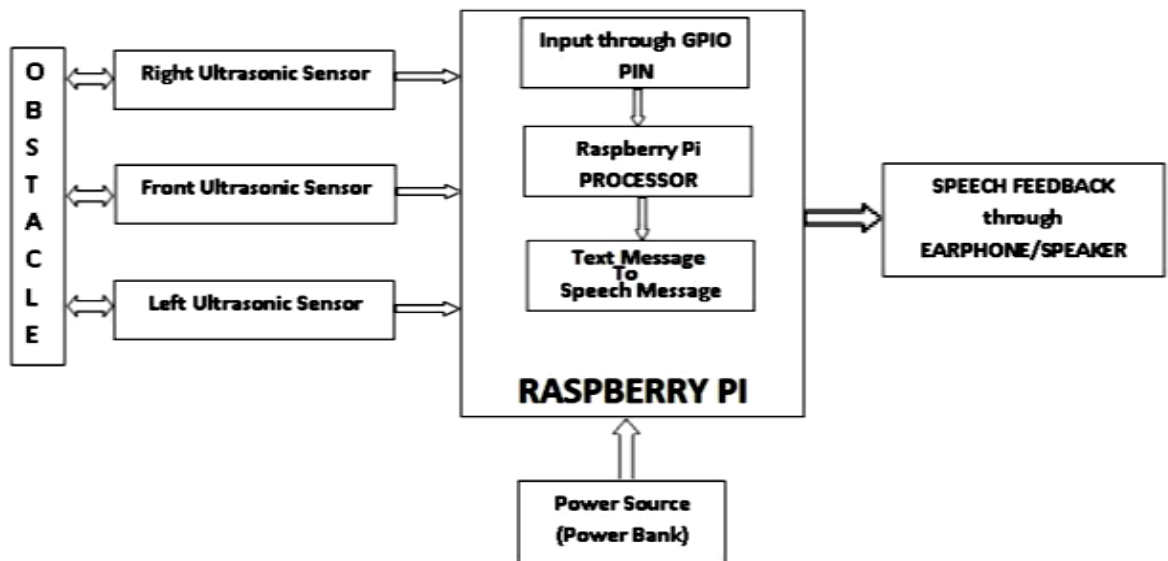 OBSTACLE
Right Ultrasonic Sensor
Front Ultrasonic Sensor
Left Ultrasonic Sensor
Input through GPIO
PIN
Raspberry Pi
PROCESSOR
Text Message
To
Speech Message
RASPBERRY PI
Power Source
(Power Bank)
SPEECH FEEDBACK
through
EARPHONE/SPEAKER